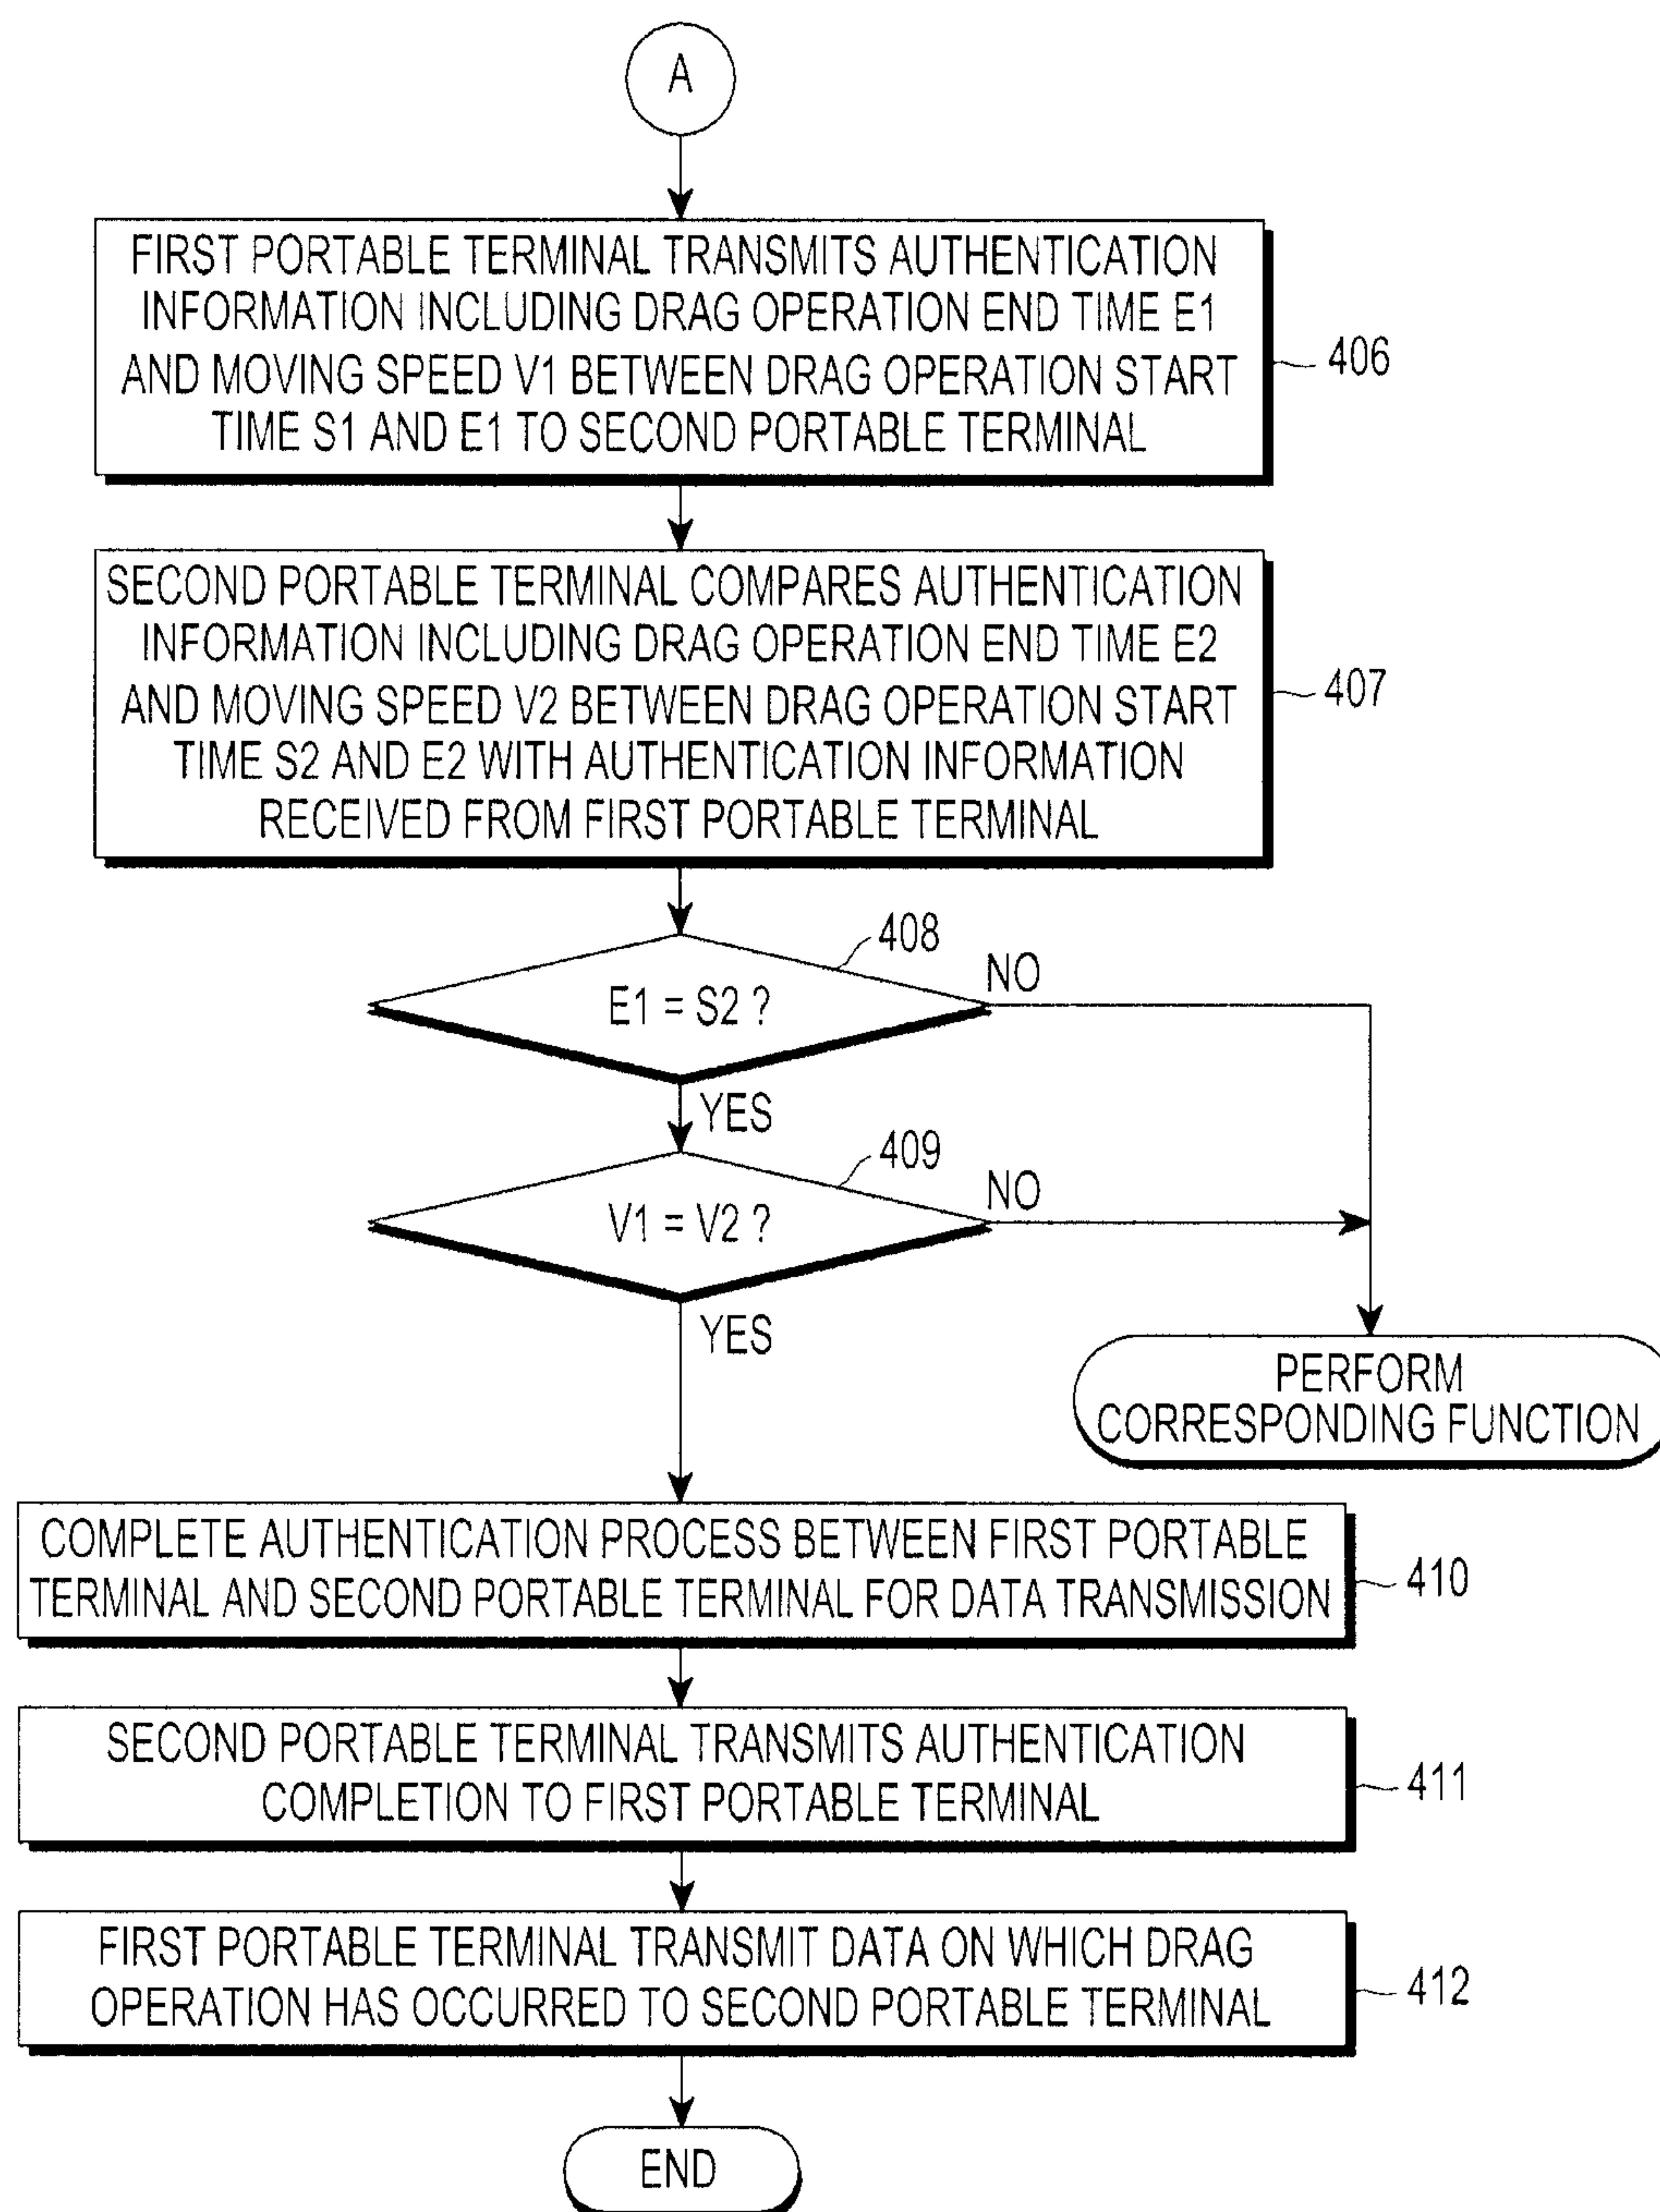 A
FIRST PORTABLE TERMINAL TRANSMITS AUTHENTICATION
INFORMATION INCLUDING DRAG OPERATION END TIME E1
AND MOVING SPEED V1 BETWEEN DRAG OPERATION START
TIME S1 AND E1 TO SECOND PORTABLE TERMINAL
406
SECOND PORTABLE TERMINAL COMPARES AUTHENTICATION
INFORMATION INCLUDING DRAG OPERATION END TIME E2
AND MOVING SPEED V2 BETWEEN DRAG OPERATION START
TIME S2 AND E2 WITH AUTHENTICATION INFORMATION
RECEIVED FROM FIRST PORTABLE TERMINAL
407
408
E1 = S2 ?
NO
YES
409
V1 = V2 ?
NO
YES
PERFORM
CORRESPONDING FUNCTION
COMPLETE AUTHENTICATION PROCESS BETWEEN FIRST PORTABLE
TERMINAL AND SECOND PORTABLE TERMINAL FOR DATA TRANSMISSION
410
SECOND PORTABLE TERMINAL TRANSMITS AUTHENTICATION
COMPLETION TO FIRST PORTABLE TERMINAL
411
FIRST PORTABLE TERMINAL TRANSMIT DATA ON WHICH DRAG
OPERATION HAS OCCURRED TO SECOND PORTABLE TERMINAL
412
END